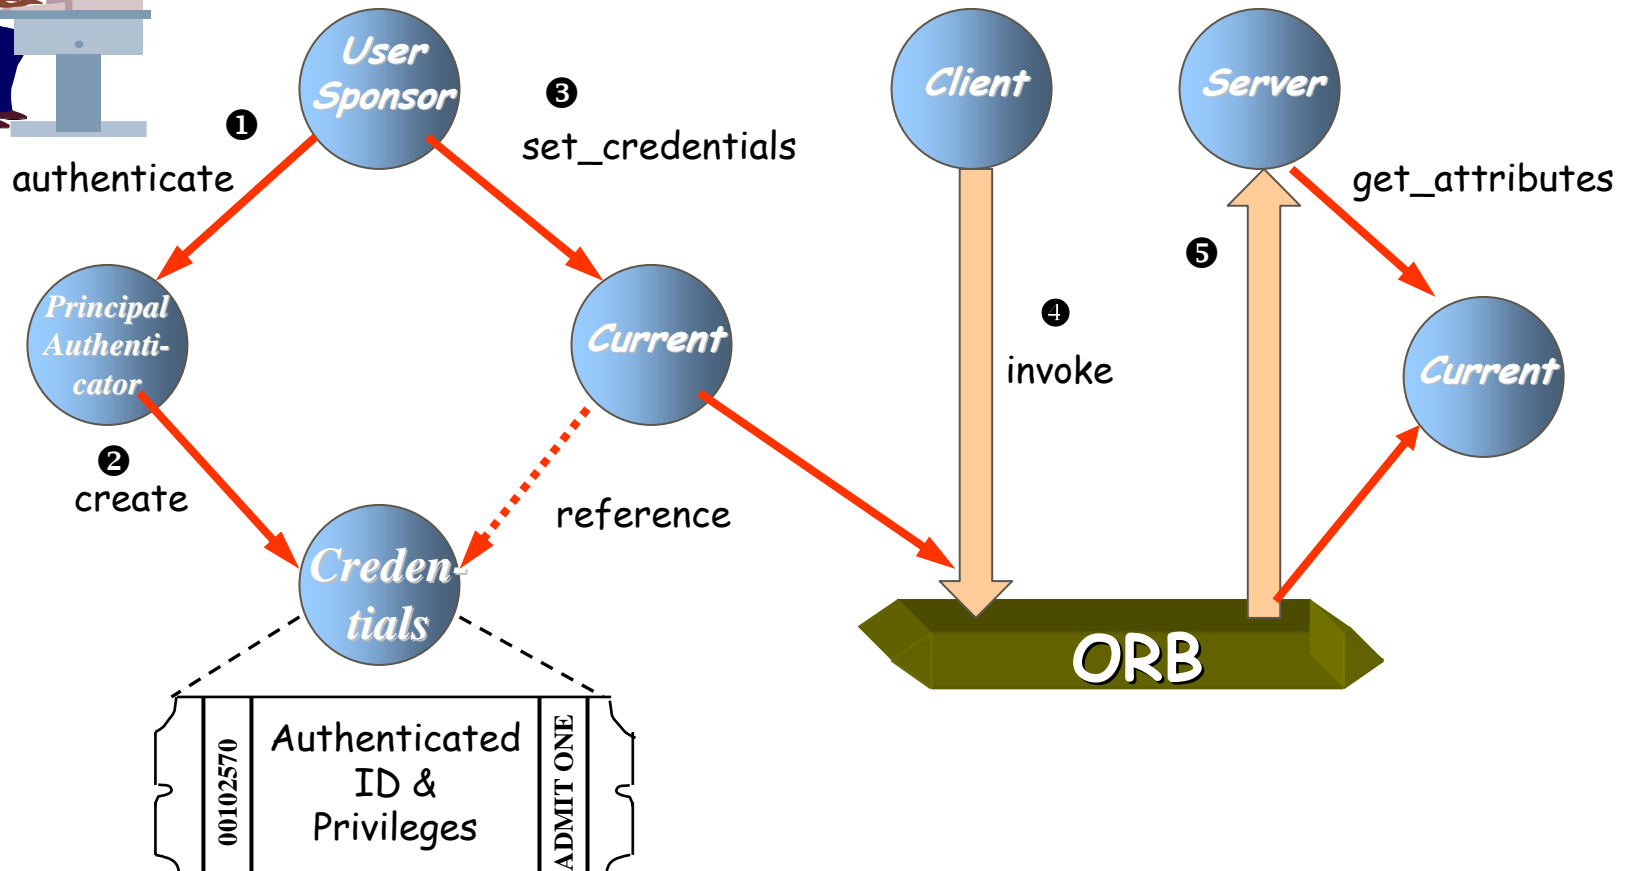 User
Sponsor
❶
authenticate
❸
set_credentials
Client
Server
get_attributes
❺
Principal
Authenti-
cator
Current
❹
invoke
Current
❷
create
reference
Creden-
tials
ORB
00102570
Authenticated
ID &
Privileges
ADMIT ONE